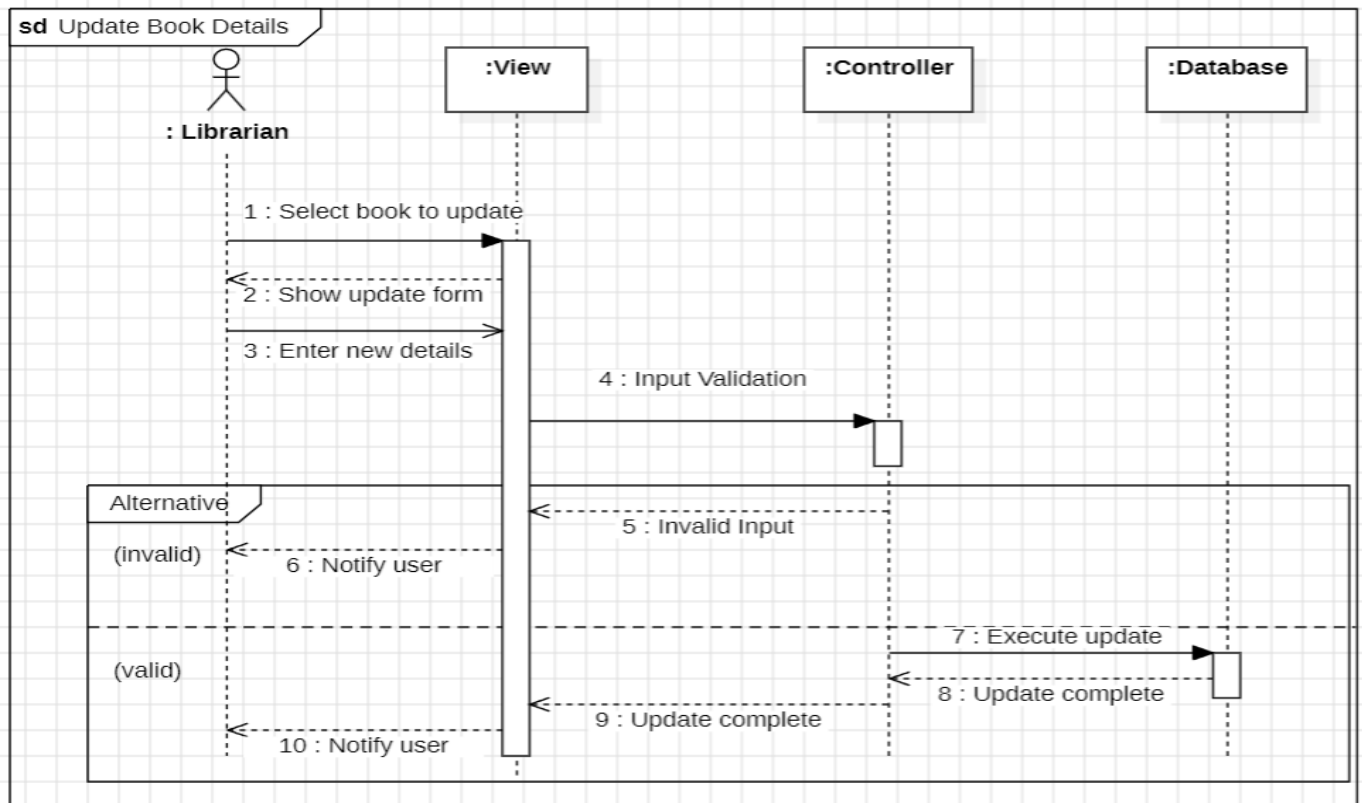 sd Update Book Details
:View
:Controller
:Database
: Librarian
1 : Select book to update
2 : Show update form
3 : Enter new details
4 : Input Validation
Alternative
5 : Invalid Input
(invalid)
6 : Notify user
7 : Execute update
(valid)
8 : Update complete
9 : Update complete
10 : Notify user